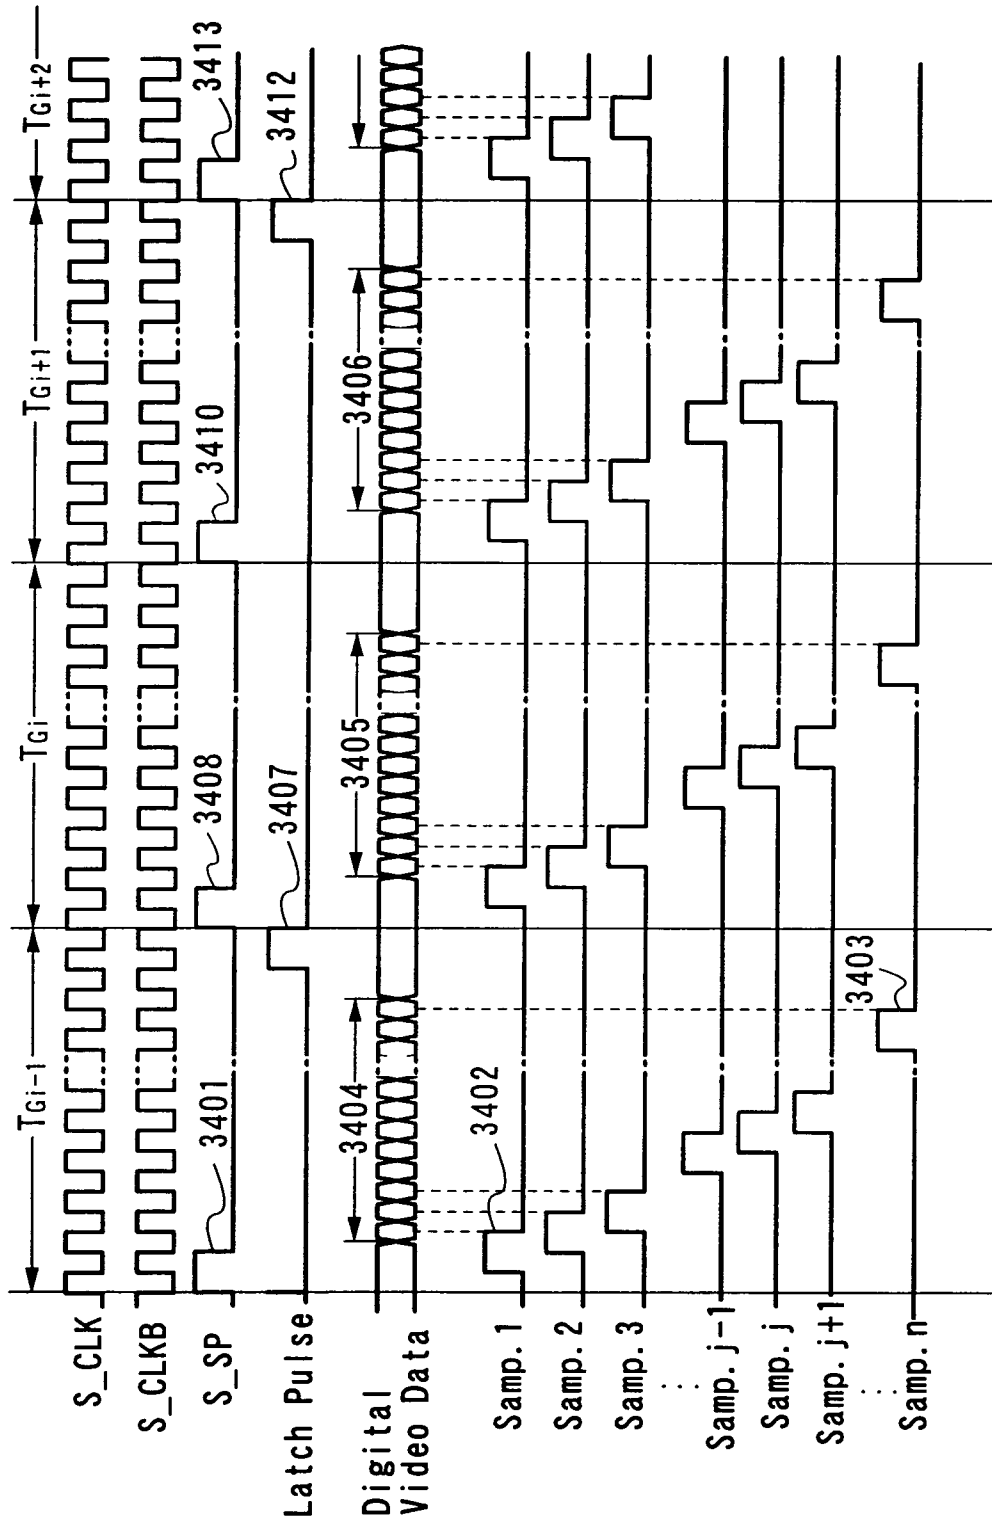 TGi-1 TGi TGi+1 TGi+2
S_CLK
S_CLKB
S_SP 3401 3408 3410 3413
Latch Pulse 3407 3412
Digital
Video Data 3404 3405 3406
Samp.1 3402
Samp.2
Samp.3
...
Samp.j-1
Samp.j
Samp.j+1
...
Samp.n 3403